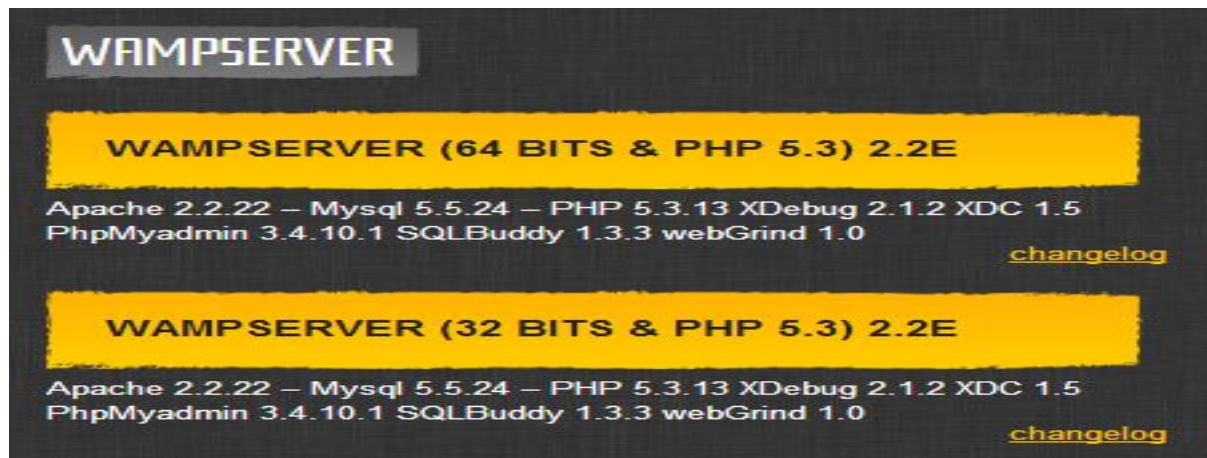 WAMPSERVER
WAMPSERVER (64 BITS & PHP 5.3) 2.2E
Apache 2.2.22 – Mysql 5.5.24 – PHP 5.3.13 XDebug 2.1.2 XDC 1.5
PhpMyadmin 3.4.10.1 SQLBuddy 1.3.3 webGrind 1.0
changelog
WAMPSERVER (32 BITS & PHP 5.3) 2.2E
Apache 2.2.22 – Mysql 5.5.24 – PHP 5.3.13 XDebug 2.1.2 XDC 1.5
PhpMyadmin 3.4.10.1 SQLBuddy 1.3.3 webGrind 1.0
changelog